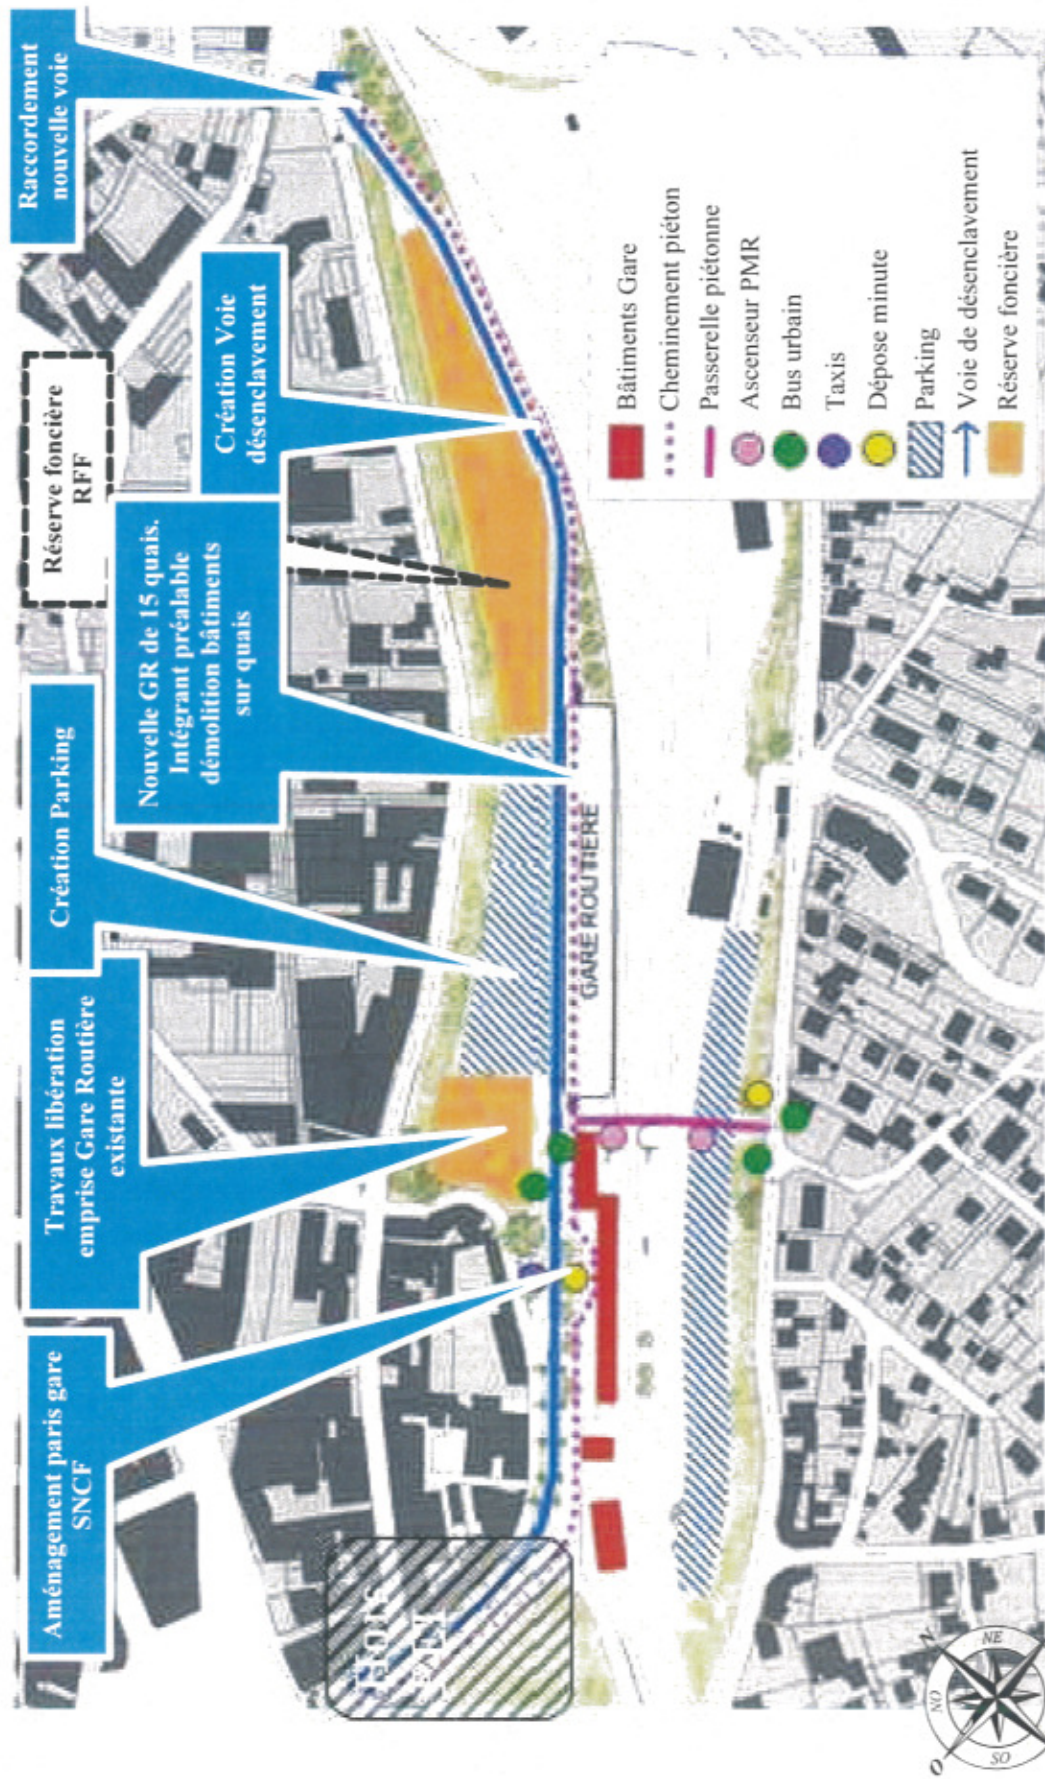 Aménagement paris gare
SNCF
Travaux libération
emprise Gare Routière
existante
Création Parking
Nouvelle GR de 15 quais.
Intégrant préalable
démolition bâtiments
sur quais
Réserve foncière
RFF
Création Voie
désenclavement
Raccordement
nouvelle voie
GARE ROUTIERE
Bâtiments Gare
Cheminement piéton
Passerelle piétonne
Ascenseur PMR
Bus urbain
Taxis
Dépose minute
Parking
Voie de désenclavement
Réserve foncière
N
NE
NO
O
SO